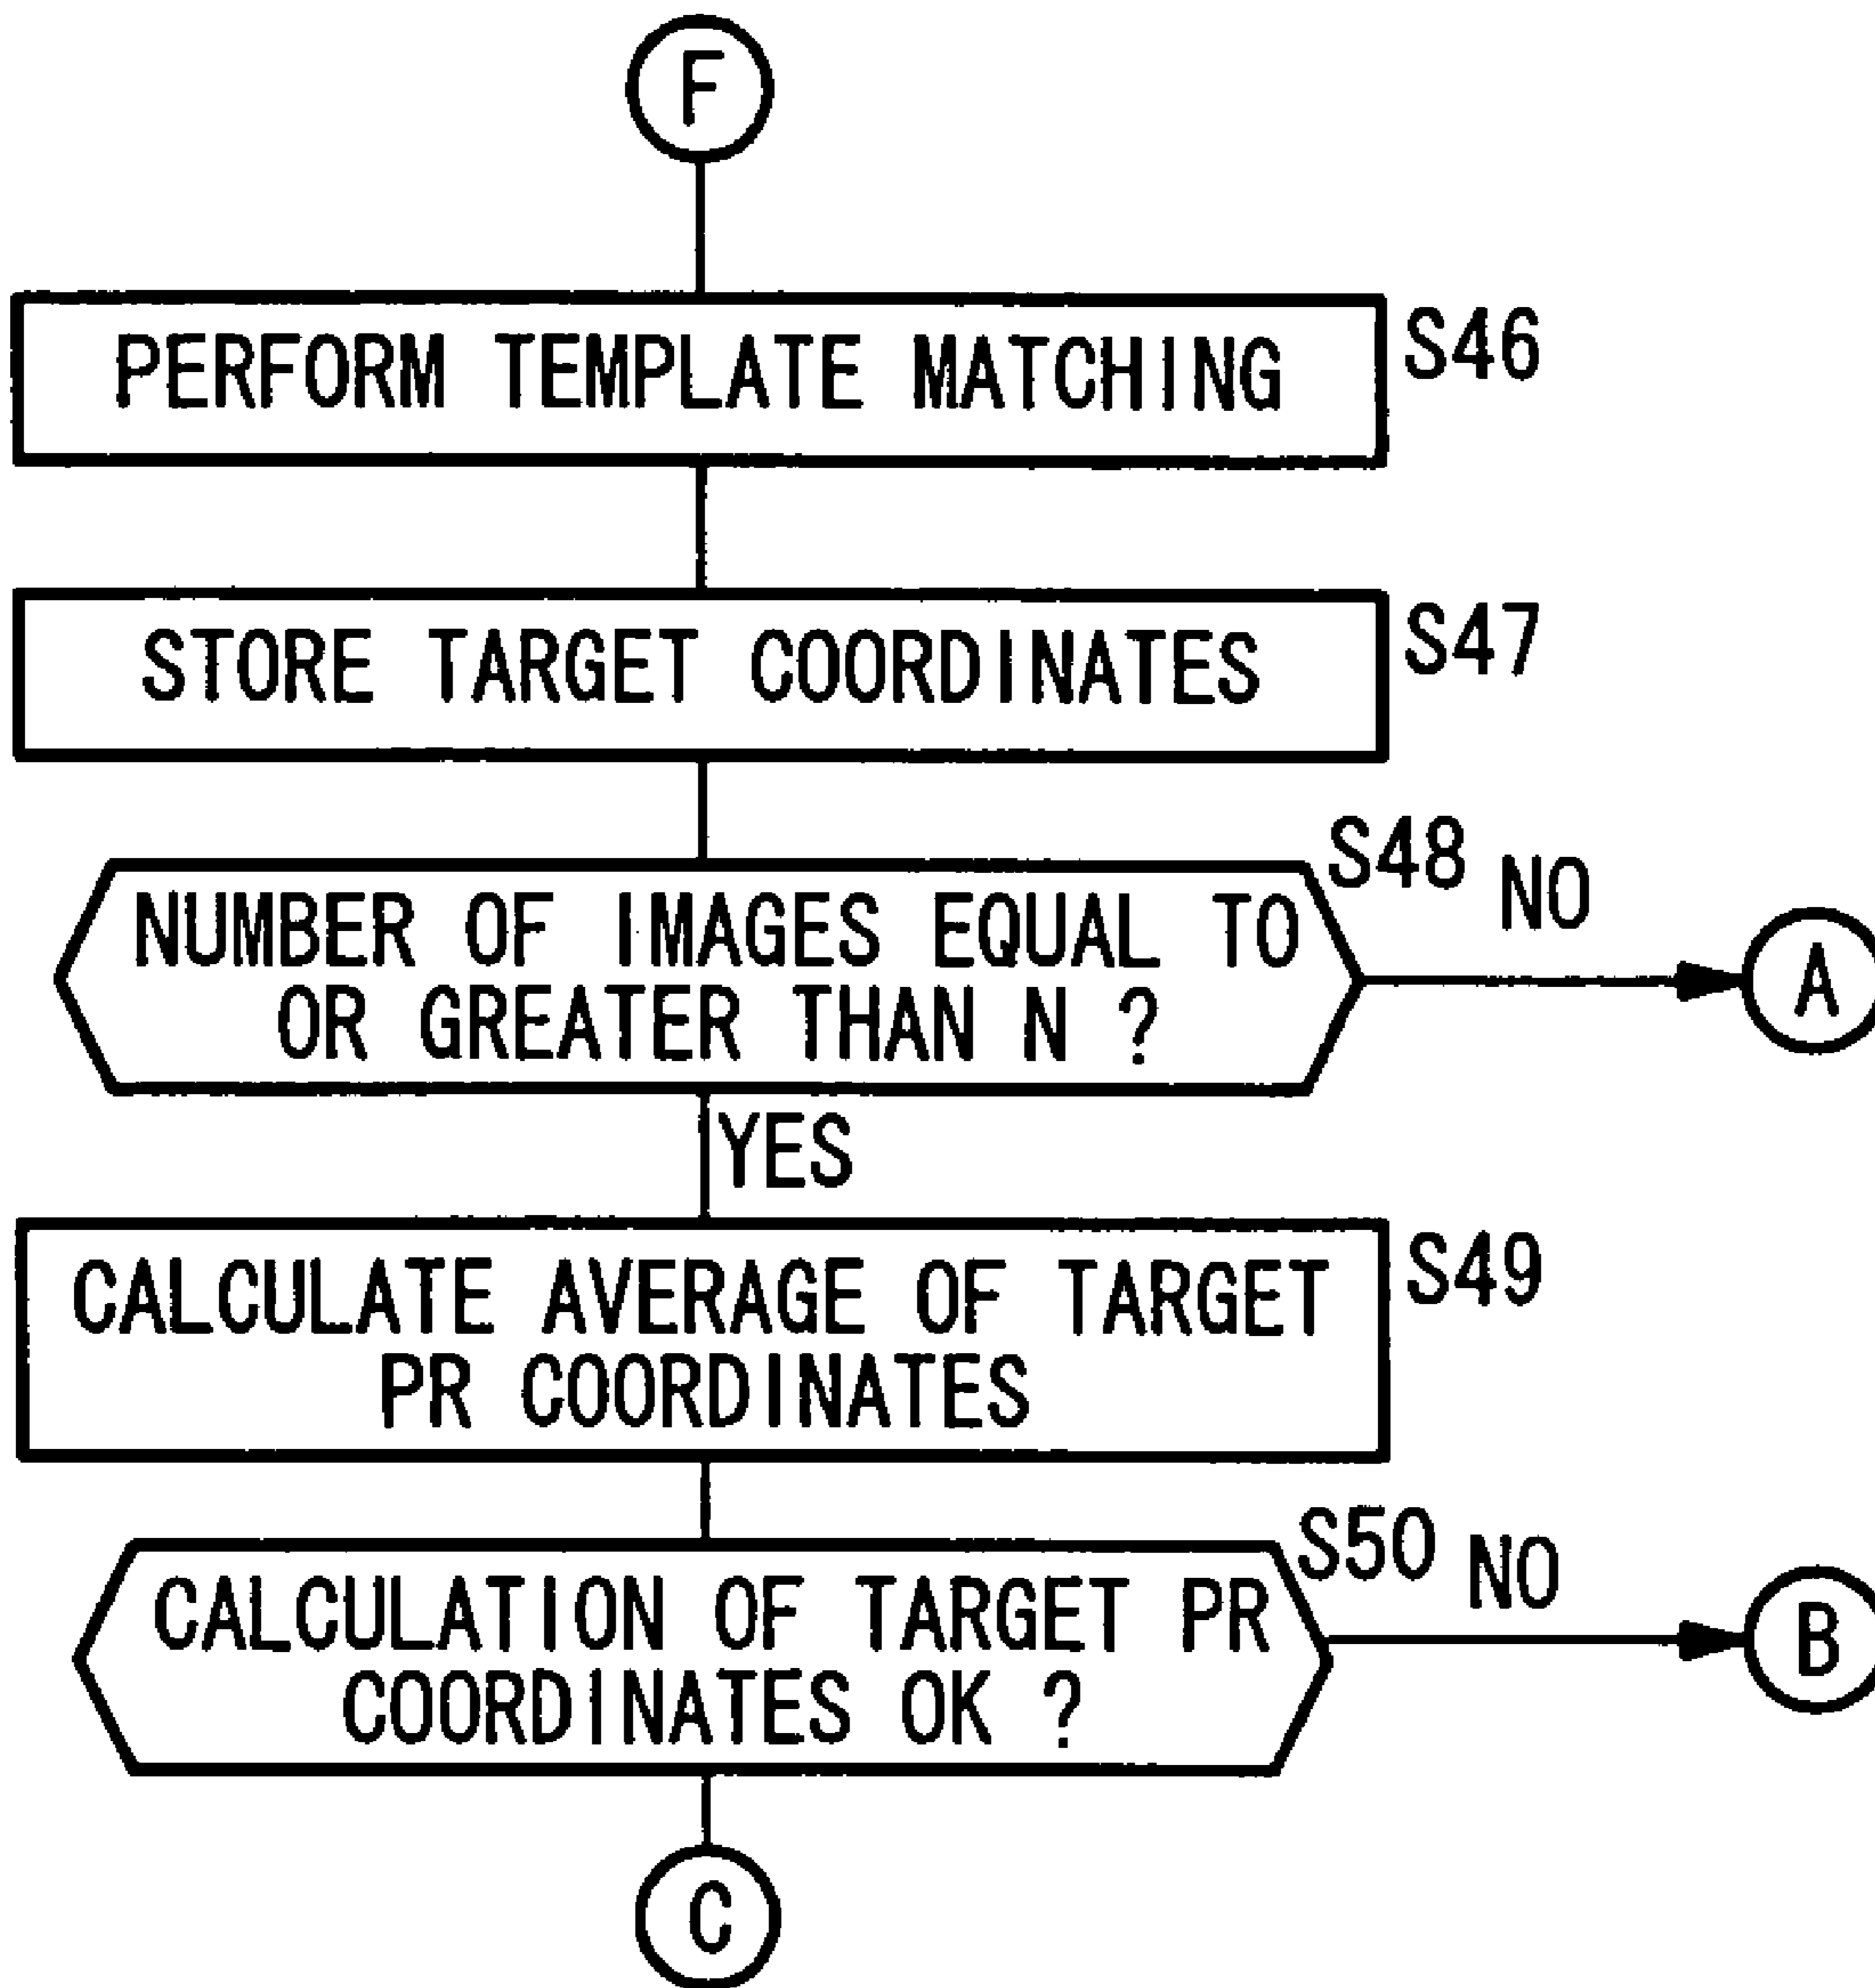 F
PERFORM TEMPLATE MATCHING
S46
STORE TARGET COORDINATES
S47
S48
NO
NUMBER OF IMAGES EQUAL TO
OR GREATER THAN N ?
A
YES
CALCULATE AVERAGE OF TARGET
PR COORDINATES
S49
S50
NO
CALCULATION OF TARGET PR
COORDINATES OK ?
B
C